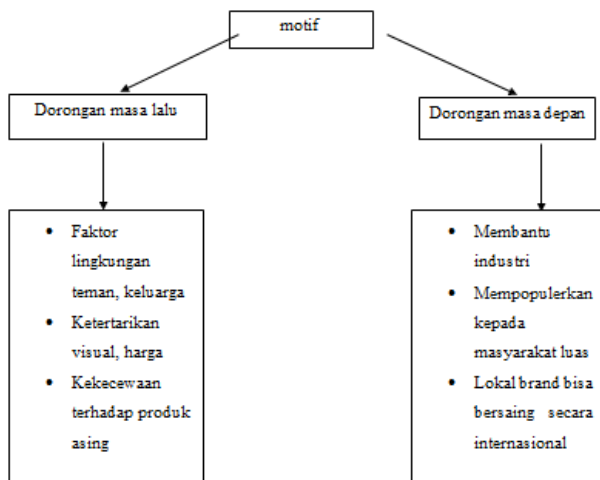 motif
Dorongan masa lalu
Dorongan masa depan
• Faktor
lingkungan
teman, keluarga
• Ketertarikan
visual, harga
• Kekecewaan
terhadap produk
asing
• Membantu
industri
• Mempopulerkan
kepada
masyarakat luas
• Lokal brand bisa
bersaing secara
internasional